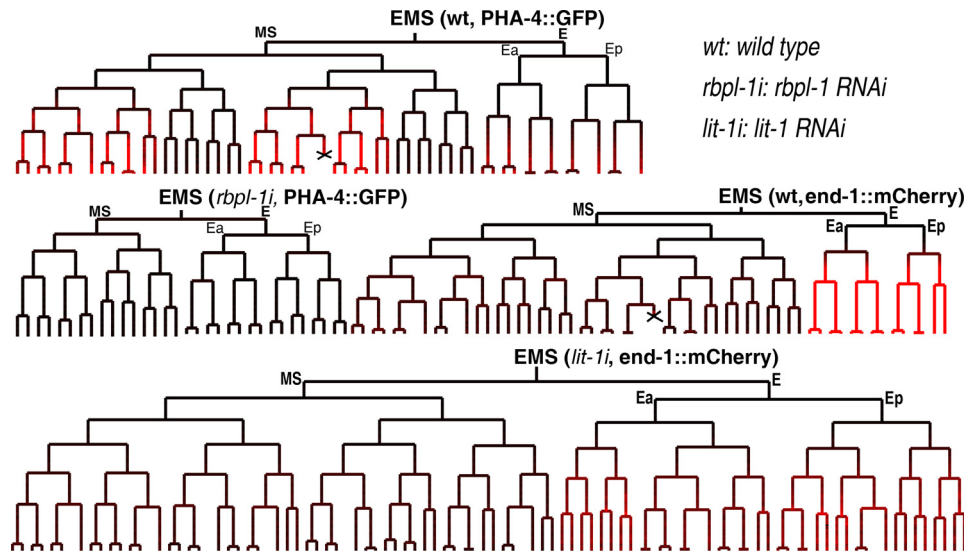 EMS (wt, PHA-4::GFP)
MS
E
Ea
Ep
wt: wild type
rbpl-1i: rbpl-1 RNAi
lit-1i: lit-1 RNAi
EMS (rbpl-1i, PHA-4::GFP)
MS
E
Ea
Ep
EMS (wt, end-1::mCherry)
MS
E
Ea
Ep
EMS (lit-1i, end-1::mCherry)
MS
E
Ea
Ep